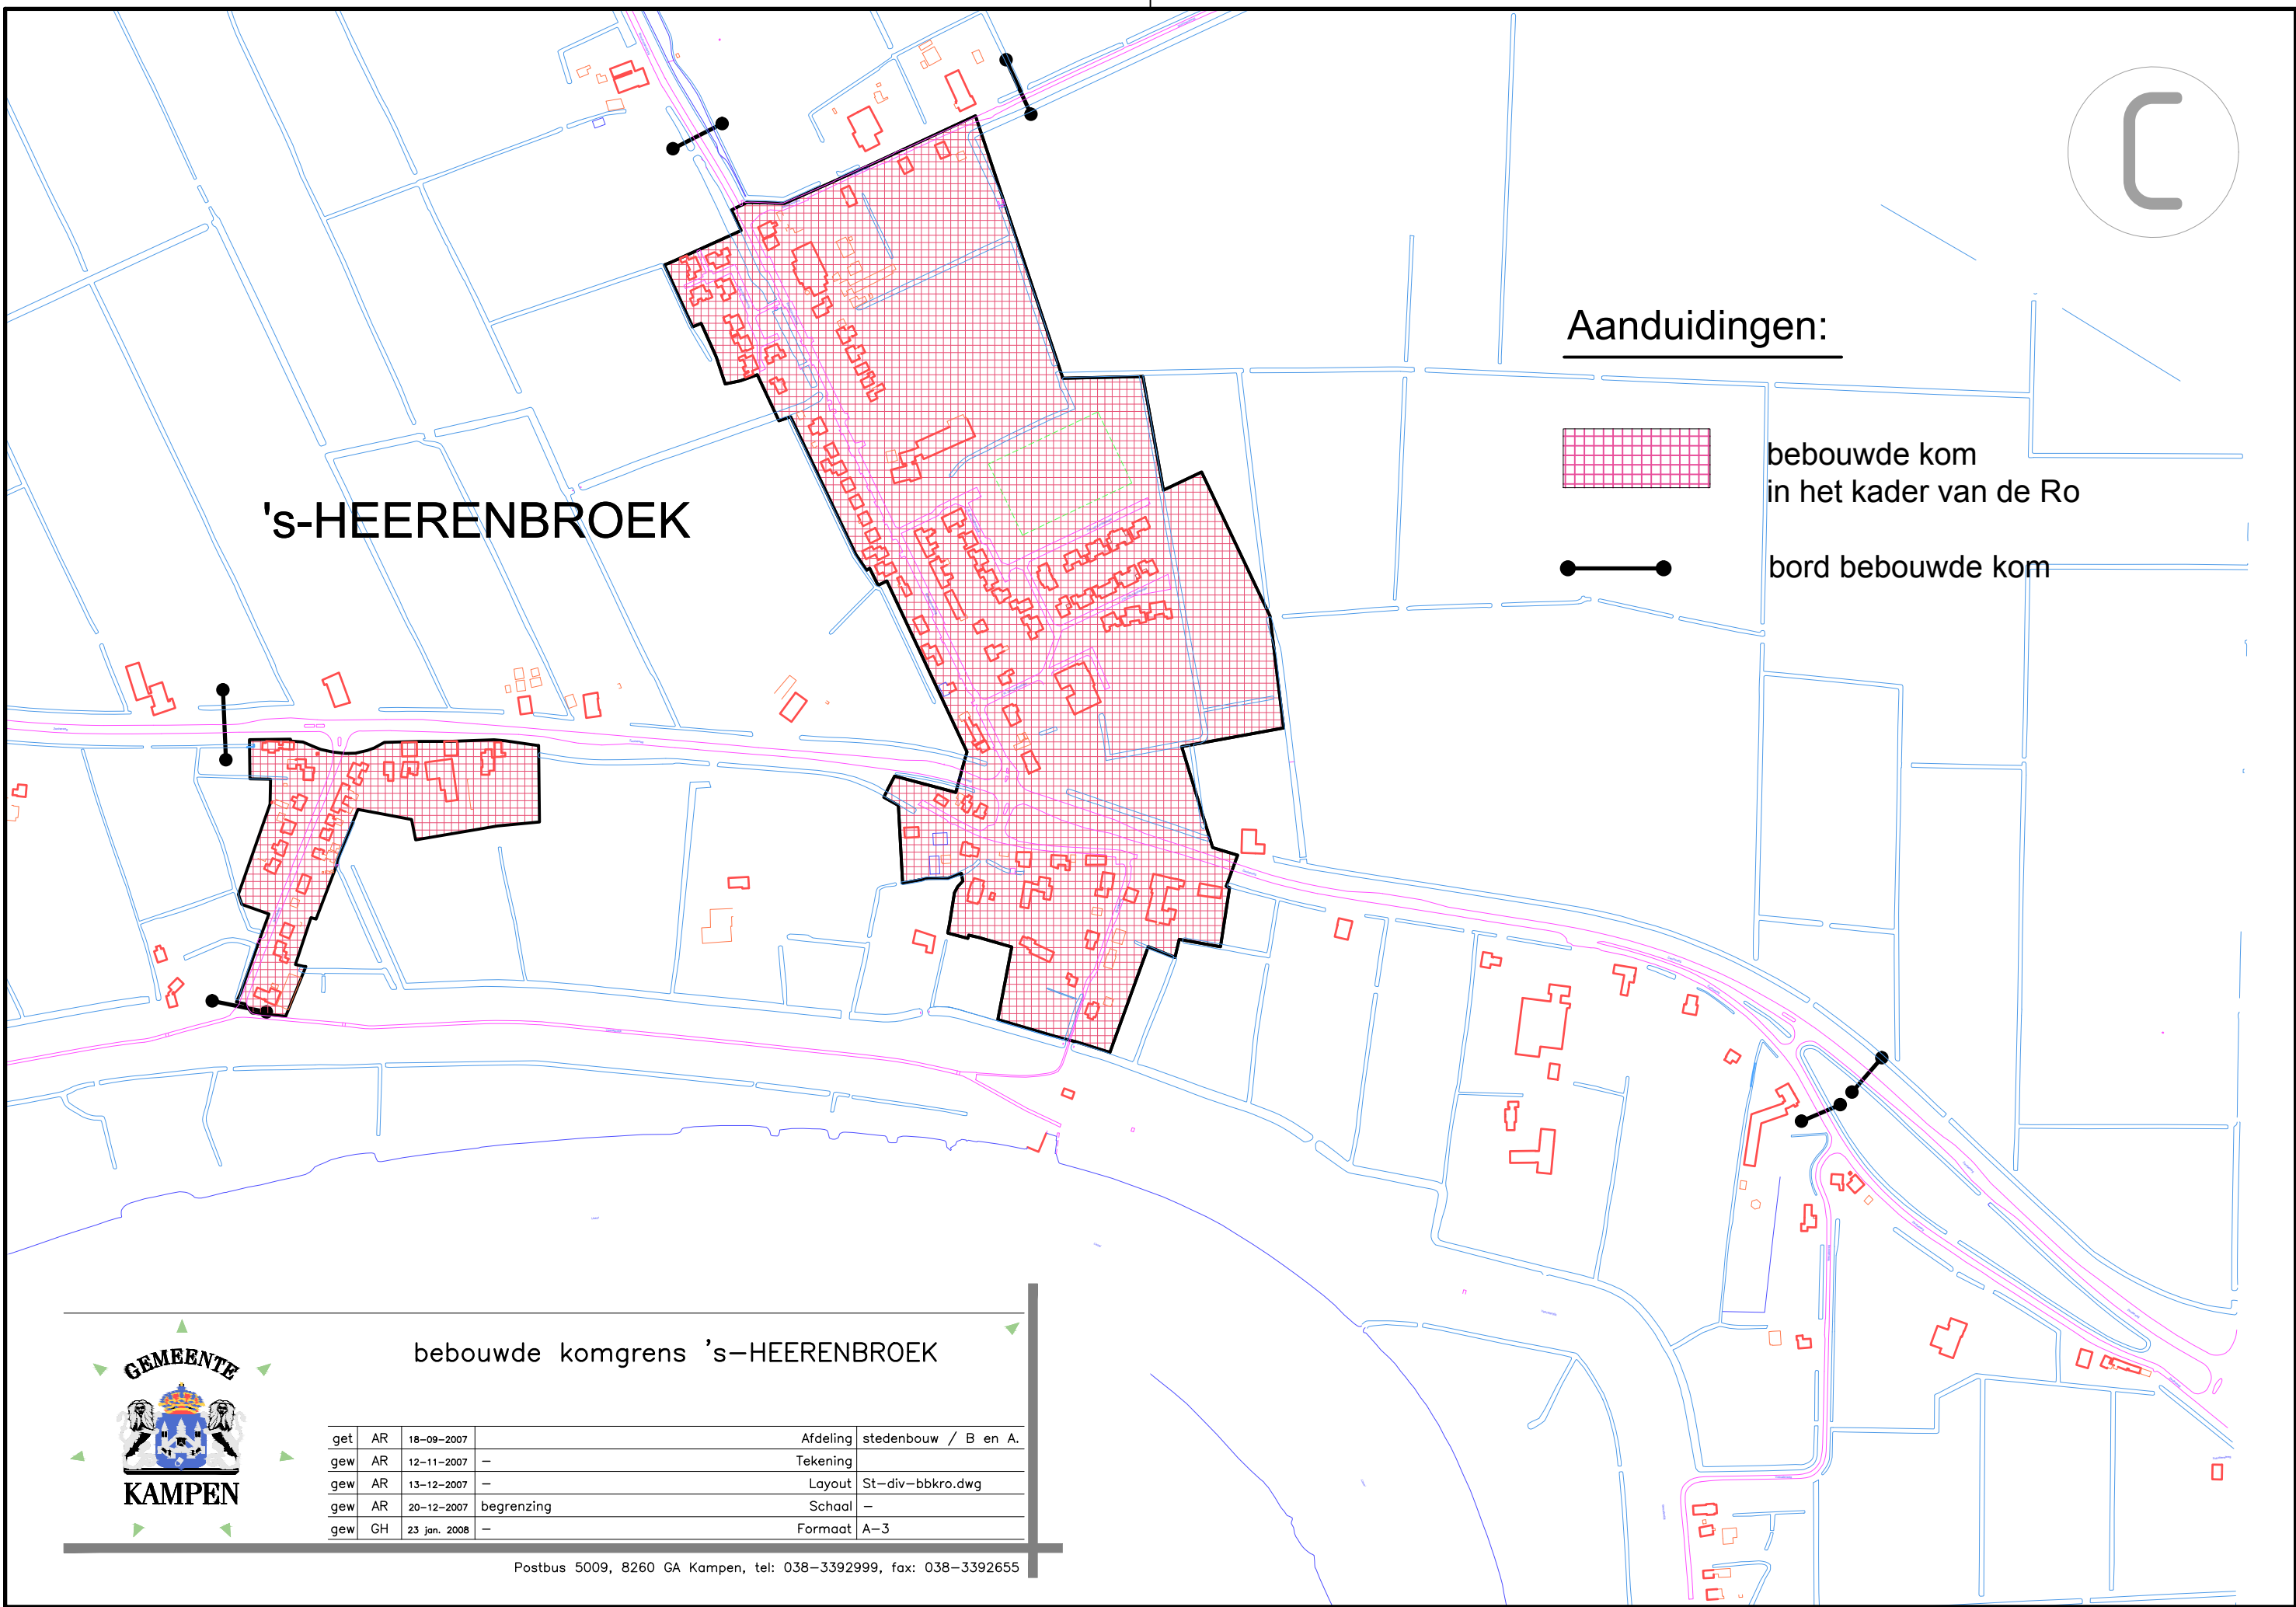 Aanduidingen:
bebouwde kom
in het kader van de Ro
bord bebouwde kom
's-HEERENBROEK
bebouwde komgrens 's-HEERENBROEK
GEMEENTE
KAMPEN
get AR 18-09-2007 Afdeling stedenbouw / B en A.
gew AR 12-11-2007 - Tekening
gew AR 13-12-2007 - Layout St-div-bbkro.dwg
gew AR 20-12-2007 begrenzing Schaal -
gew GH 23 jan. 2008 - Formaat A-3
Postbus 5009, 8260 GA Kampen, tel: 038-3392999, fax: 038-3392655